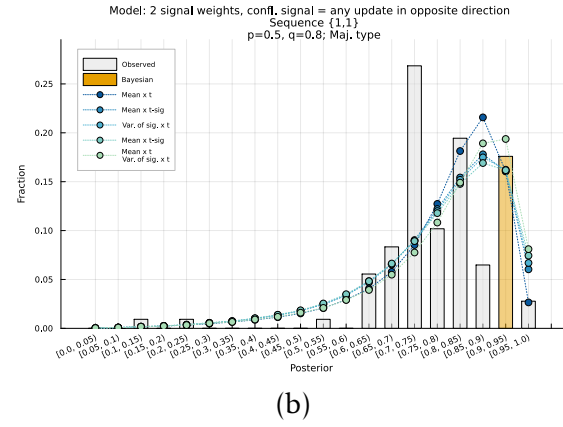 Model: 2 signal weights, confl. signal = any update in opposite direction
Sequence {1,1}
p=0.5, q=0.8; Maj. type
Observed
Bayesian
Mean x t
Mean x t-sig
Var. of sig. x t
Mean x t-sig
Mean x t
Var. of sig. x t
Fraction
0.25
0.20
0.15
0.10
0.05
0.00
[0.0, 0.05)
[0.05, 0.1)
[0.1, 0.15)
[0.15, 0.2)
[0.2, 0.25)
[0.25, 0.3)
[0.3, 0.35)
[0.35, 0.4)
[0.4, 0.45)
[0.45, 0.5)
[0.5, 0.55)
[0.55, 0.6)
[0.6, 0.65)
[0.65, 0.7)
[0.7, 0.75)
[0.75, 0.8)
[0.8, 0.85)
[0.85, 0.9)
[0.9, 0.95)
[0.95, 1.0)
Posterior
(b)